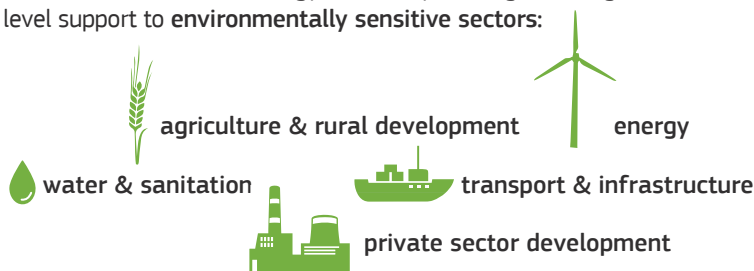 level support to environmentally sensitive sectors:
agriculture & rural development
energy
water & sanitation
transport & infrastructure
private sector development